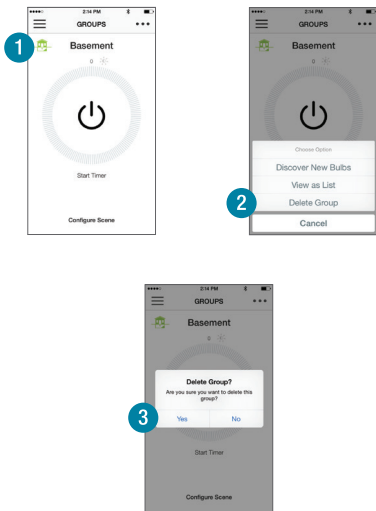 2:14 PM
GROUPS
1
Basement
0
Start Timer
Configure Scene
2:14 PM
GROUPS
Basement
0
Choose Option
Discover New Bulbs
View as List
2
Delete Group
Cancel
2:14 PM
GROUPS
Basement
0
Delete Group?
Are you sure you want to delete this
group?
3
Yes
No
Start Timer
Configure Scene